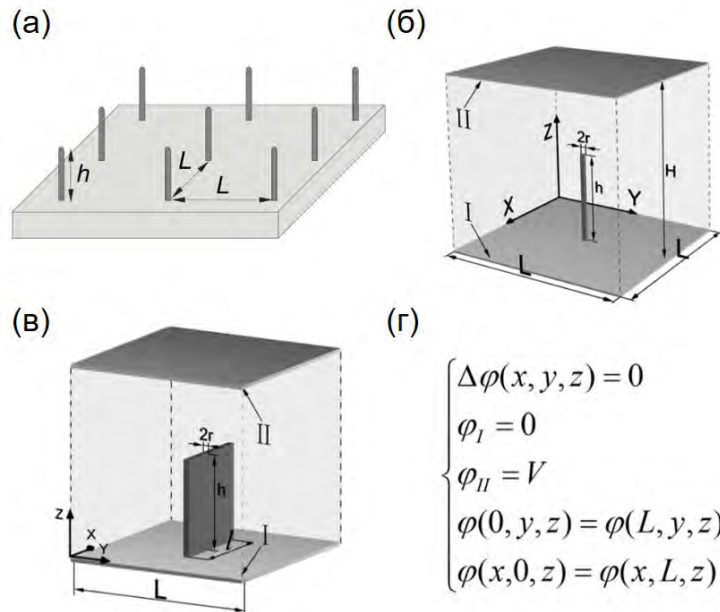 (а)
h
L
L
(б)
II
2r
Z
h
H
X
Y
I
L
L
(в)
II
2r
h
z
X
Y
l
I
L
(г)
Δφ(x, y, z) = 0
φ_I = 0
φ_II = V
φ(0, y, z) = φ(L, y, z)
φ(x,0, z) = φ(x, L, z)